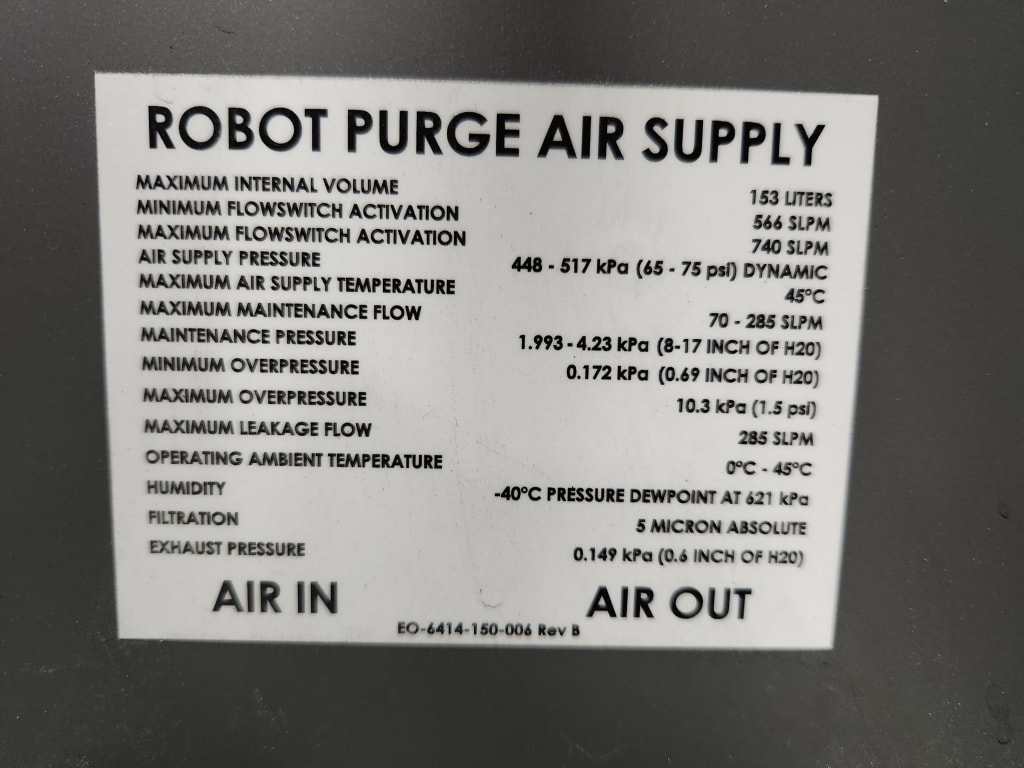 ROBOT PURGE AIR SUPPLY
MAXIMUM INTERNAL VOLUME 153 LITERS
MINIMUM FLOWSWITCH ACTIVATION 566 SLPM
MAXIMUM FLOWSWITCH ACTIVATION 740 SLPM
AIR SUPPLY PRESSURE 448 - 517 kPa (65 - 75 psi) DYNAMIC
MAXIMUM AIR SUPPLY TEMPERATURE 45°C
MAXIMUM MAINTENANCE FLOW 70 - 285 SLPM
MAINTENANCE PRESSURE 1.993 - 4.23 kPa (8-17 INCH OF H20)
MINIMUM OVERPRESSURE 0.172 kPa (0.69 INCH OF H20)
MAXIMUM OVERPRESSURE 10.3 kPa (1.5 psi)
MAXIMUM LEAKAGE FLOW 285 SLPM
OPERATING AMBIENT TEMPERATURE 0°C - 45°C
HUMIDITY -40°C PRESSURE DEWPOINT AT 621 kPa
FILTRATION 5 MICRON ABSOLUTE
EXHAUST PRESSURE 0.149 kPa (0.6 INCH OF H20)
AIR IN AIR OUT
EO-6414-150-006 Rev B